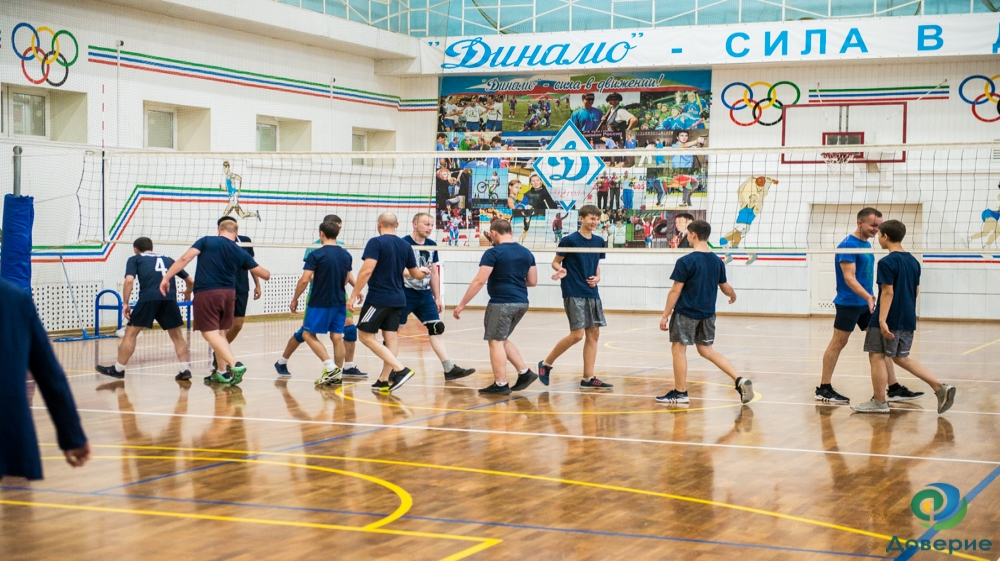 "Динамо" - СИЛА В Д
"Динамо" - сила в движении!
Д
4
Доверие